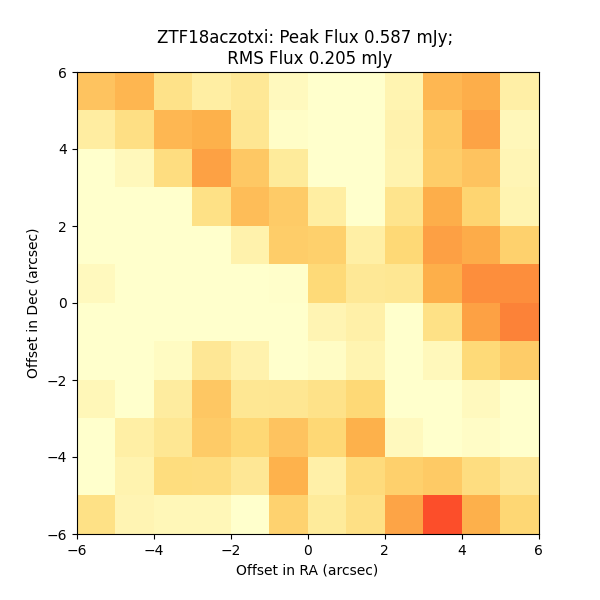 ZTF18aczotxi: Peak Flux 0.587 mJy;
RMS Flux 0.205 mJy
6
4
2
0
−2
−4
−6
Offset in Dec (arcsec)
−6 −4 −2 0 2 4 6
Offset in RA (arcsec)